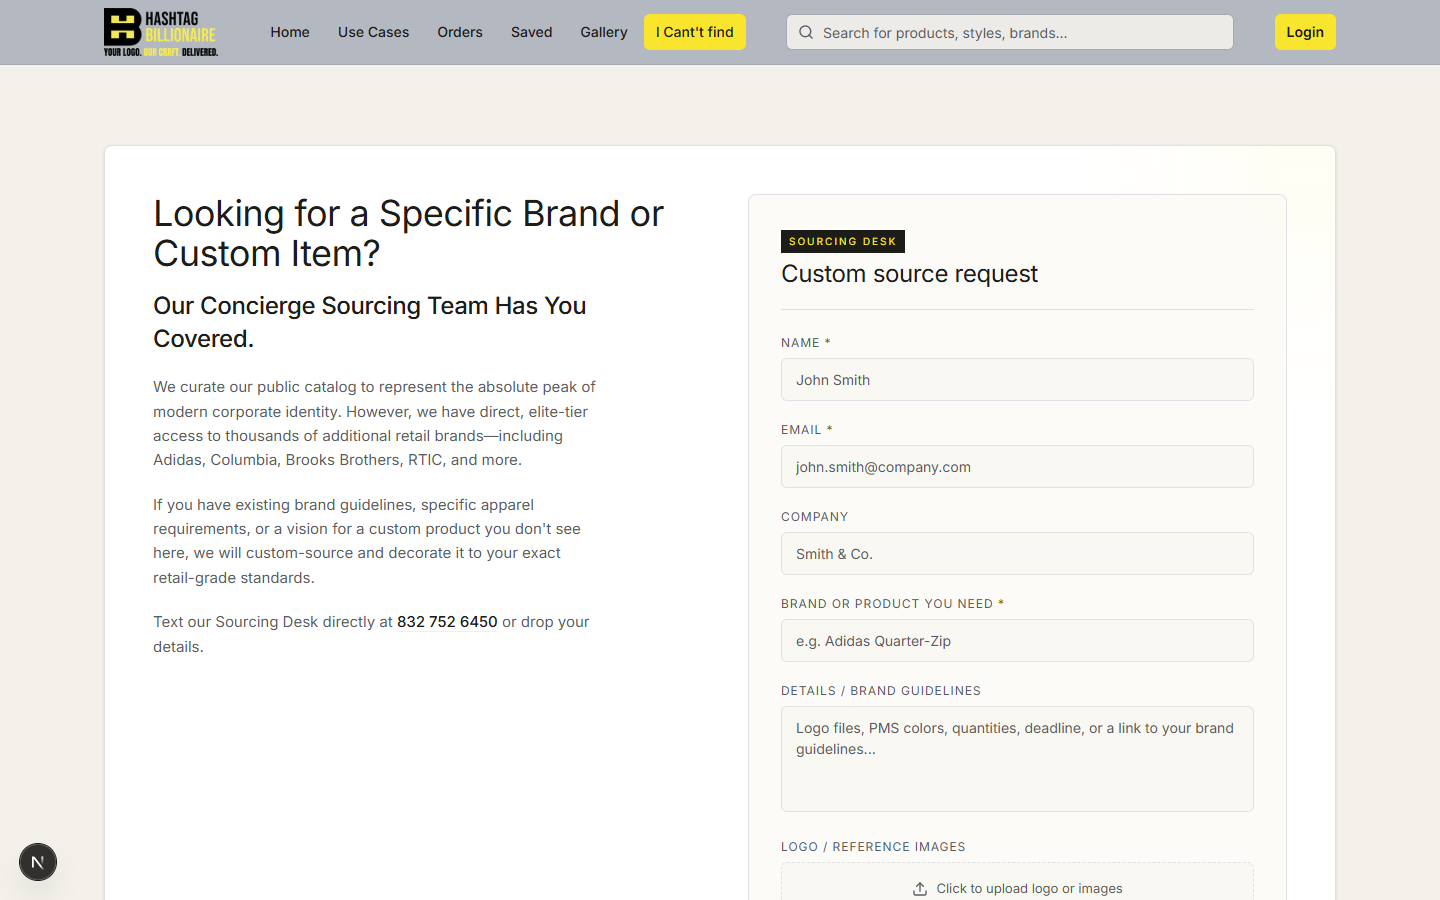 HASHTAG
BILLIONAIRE
YOUR LOGO. OUR CRAFT. DELIVERED.
Home
Use Cases
Orders
Saved
Gallery
I Cant't find
Search for products, styles, brands...
Login
Looking for a Specific Brand or
Custom Item?
Our Concierge Sourcing Team Has You
Covered.
We curate our public catalog to represent the absolute peak of
modern corporate identity. However, we have direct, elite-tier
access to thousands of additional retail brands—including
Adidas, Columbia, Brooks Brothers, RTIC, and more.
If you have existing brand guidelines, specific apparel
requirements, or a vision for a custom product you don't see
here, we will custom-source and decorate it to your exact
retail-grade standards.
Text our Sourcing Desk directly at 832 752 6450 or drop your
details.
SOURCING DESK
Custom source request
NAME *
John Smith
EMAIL *
john.smith@company.com
COMPANY
Smith & Co.
BRAND OR PRODUCT YOU NEED *
e.g. Adidas Quarter-Zip
DETAILS / BRAND GUIDELINES
Logo files, PMS colors, quantities, deadline, or a link to your brand
guidelines...
LOGO / REFERENCE IMAGES
Click to upload logo or images
N